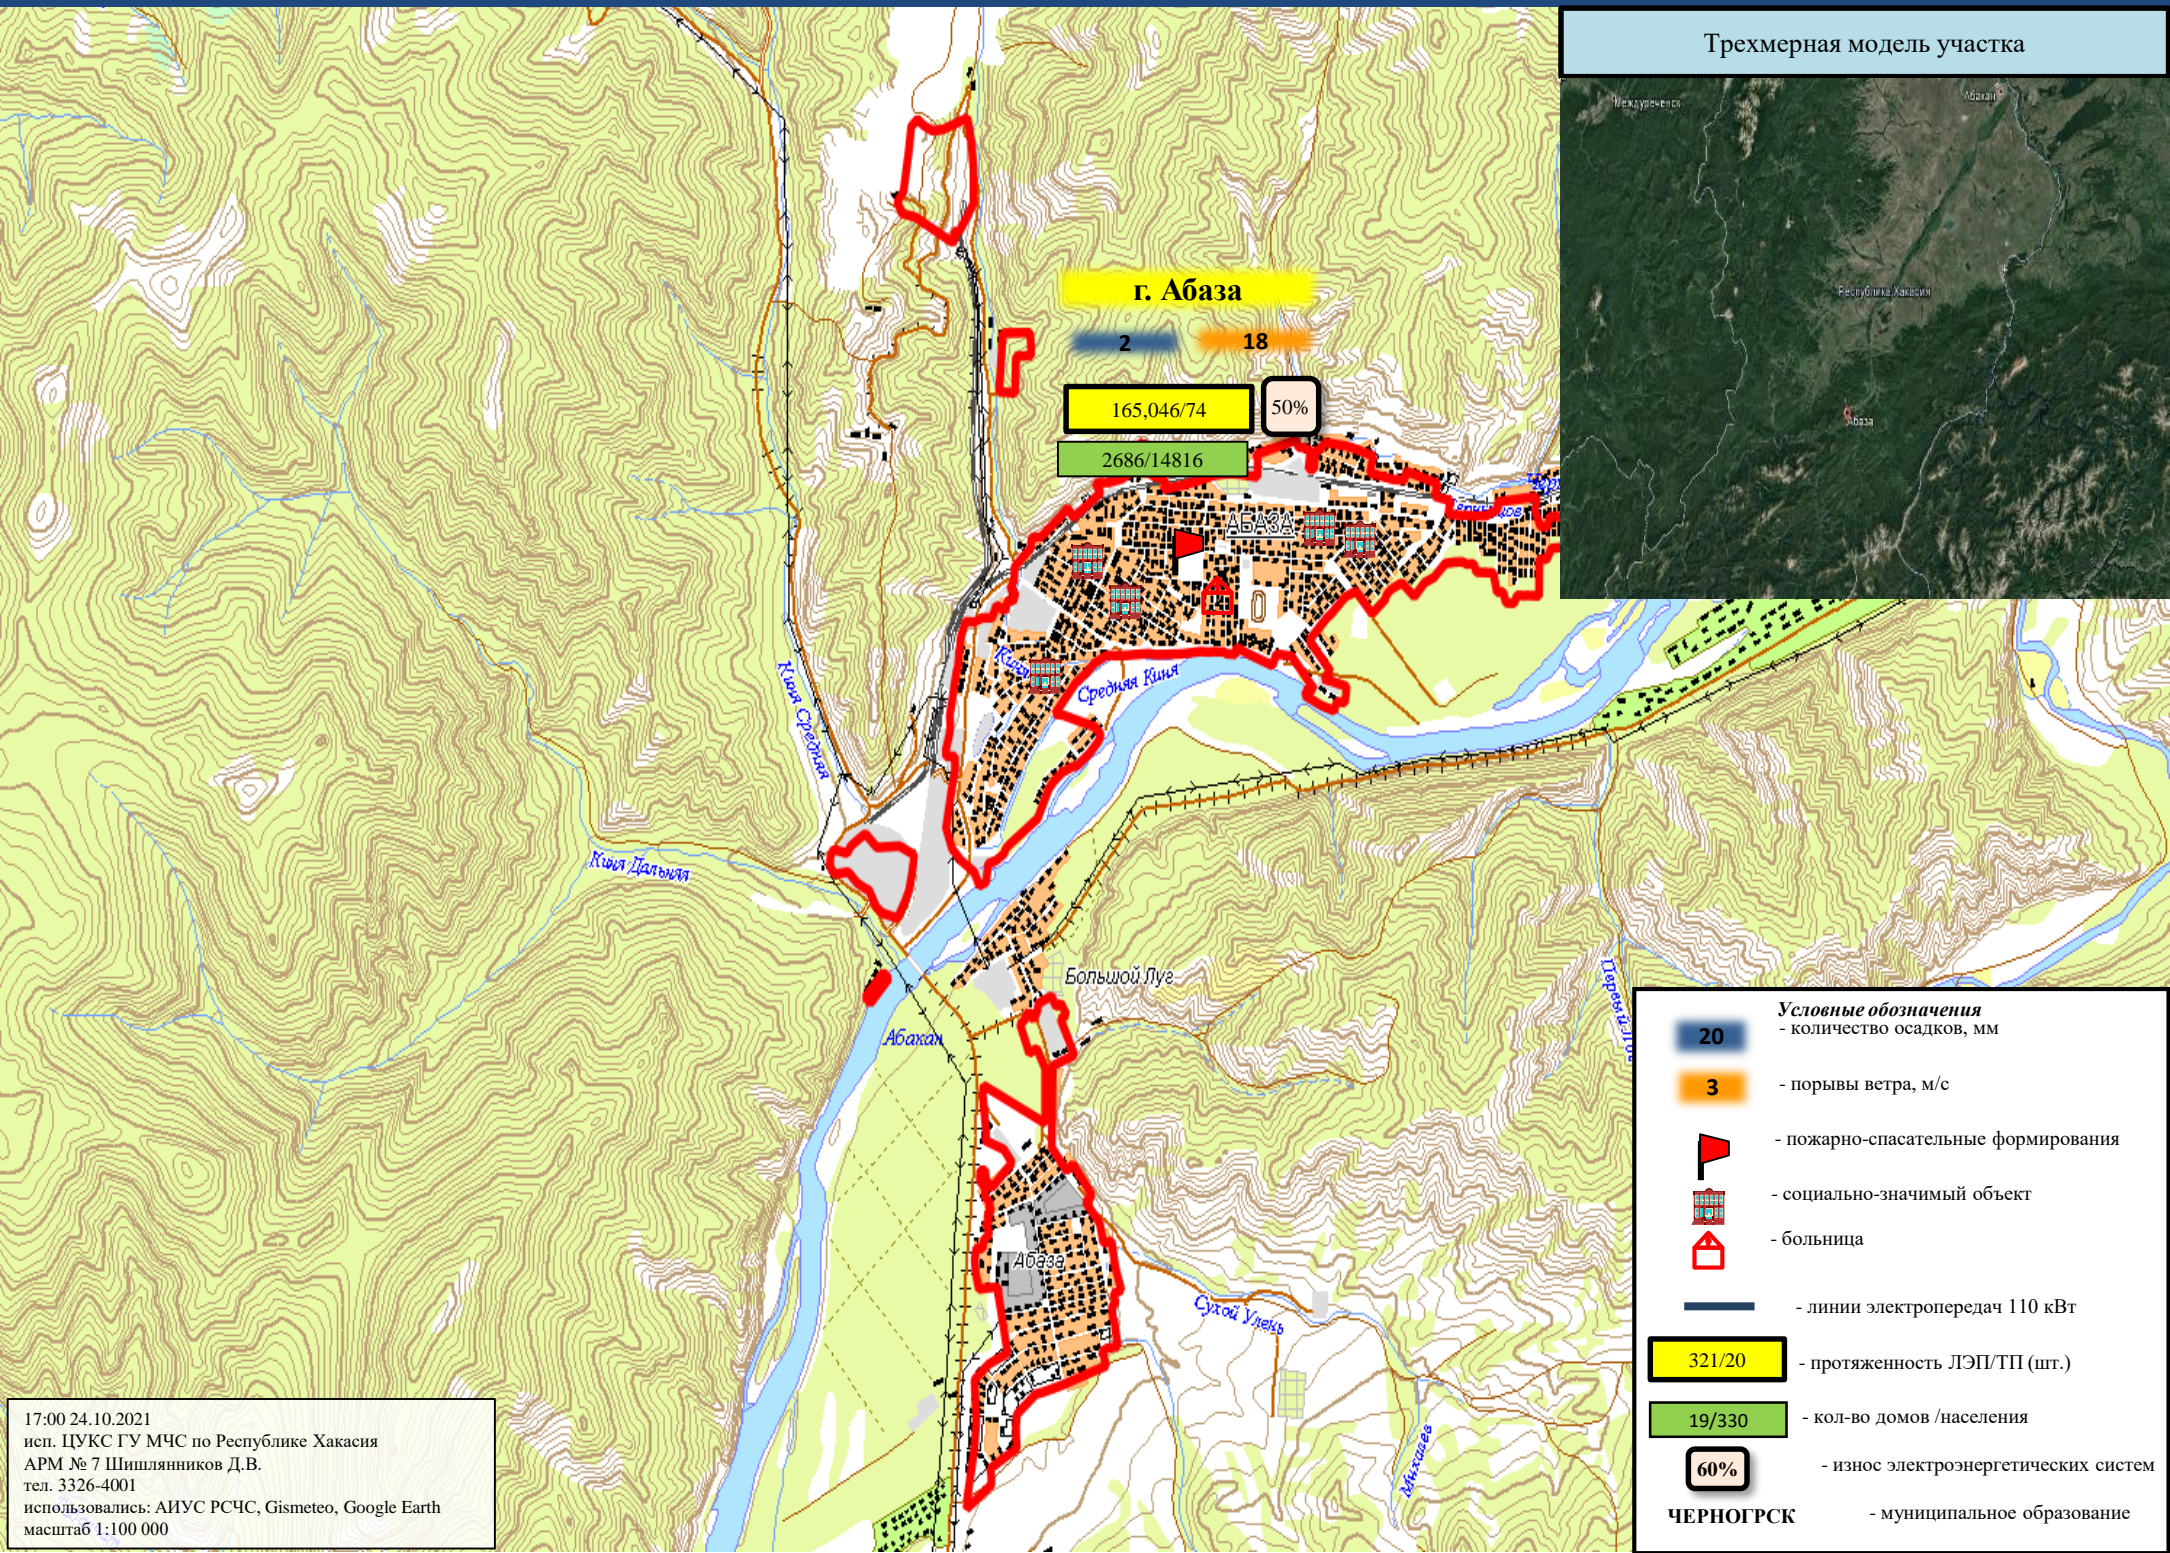 Трехмерная модель участка
Междуреченск
Абакан
Республика Хакасия
Абаза
г. Абаза
2
18
165,046/74
50%
2686/14816
АБАЗА
Средняя Киня
Киня Средняя
Киня Дальняя
Большой Луг
Абакан
Абаза
Сухой Улень
Условные обозначения
20 - количество осадков, мм
3 - порывы ветра, м/с
- пожарно-спасательные формирования
- социально-значимый объект
- больница
- линии электропередач 110 кВт
321/20 - протяженность ЛЭП/ТП (шт.)
19/330 - кол-во домов /населения
60% - износ электроэнергетических систем
ЧЕРНОГРСК - муниципальное образование
17:00 24.10.2021
исп. ЦУКС ГУ МЧС по Республике Хакасия
АРМ № 7 Шишлянников Д.В.
тел. 3326-4001
использовались: АИУС РСЧС, Gismeteo, Google Earth
масштаб 1:100 000